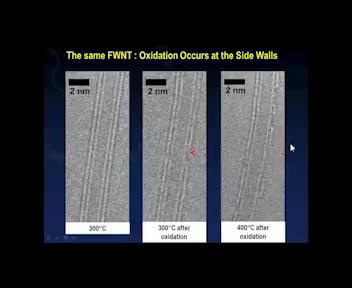 The same FWNT : Oxidation Occurs at the Side Walls
2 nm
2 nm
2 nm
300°C
300°C after
oxidation
400°C after
oxidation